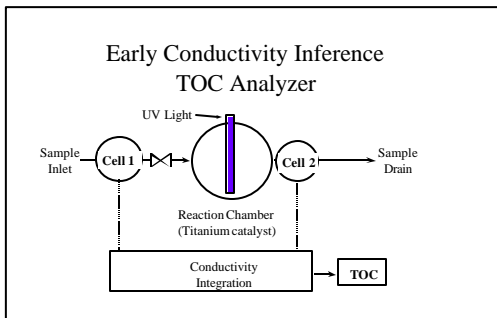 Early Conductivity Inference
TOC Analyzer
UV Light
Sample
Inlet
Cell 1
Cell 2
Sample
Drain
Reaction Chamber
(Titanium catalyst)
Conductivity
Integration
TOC